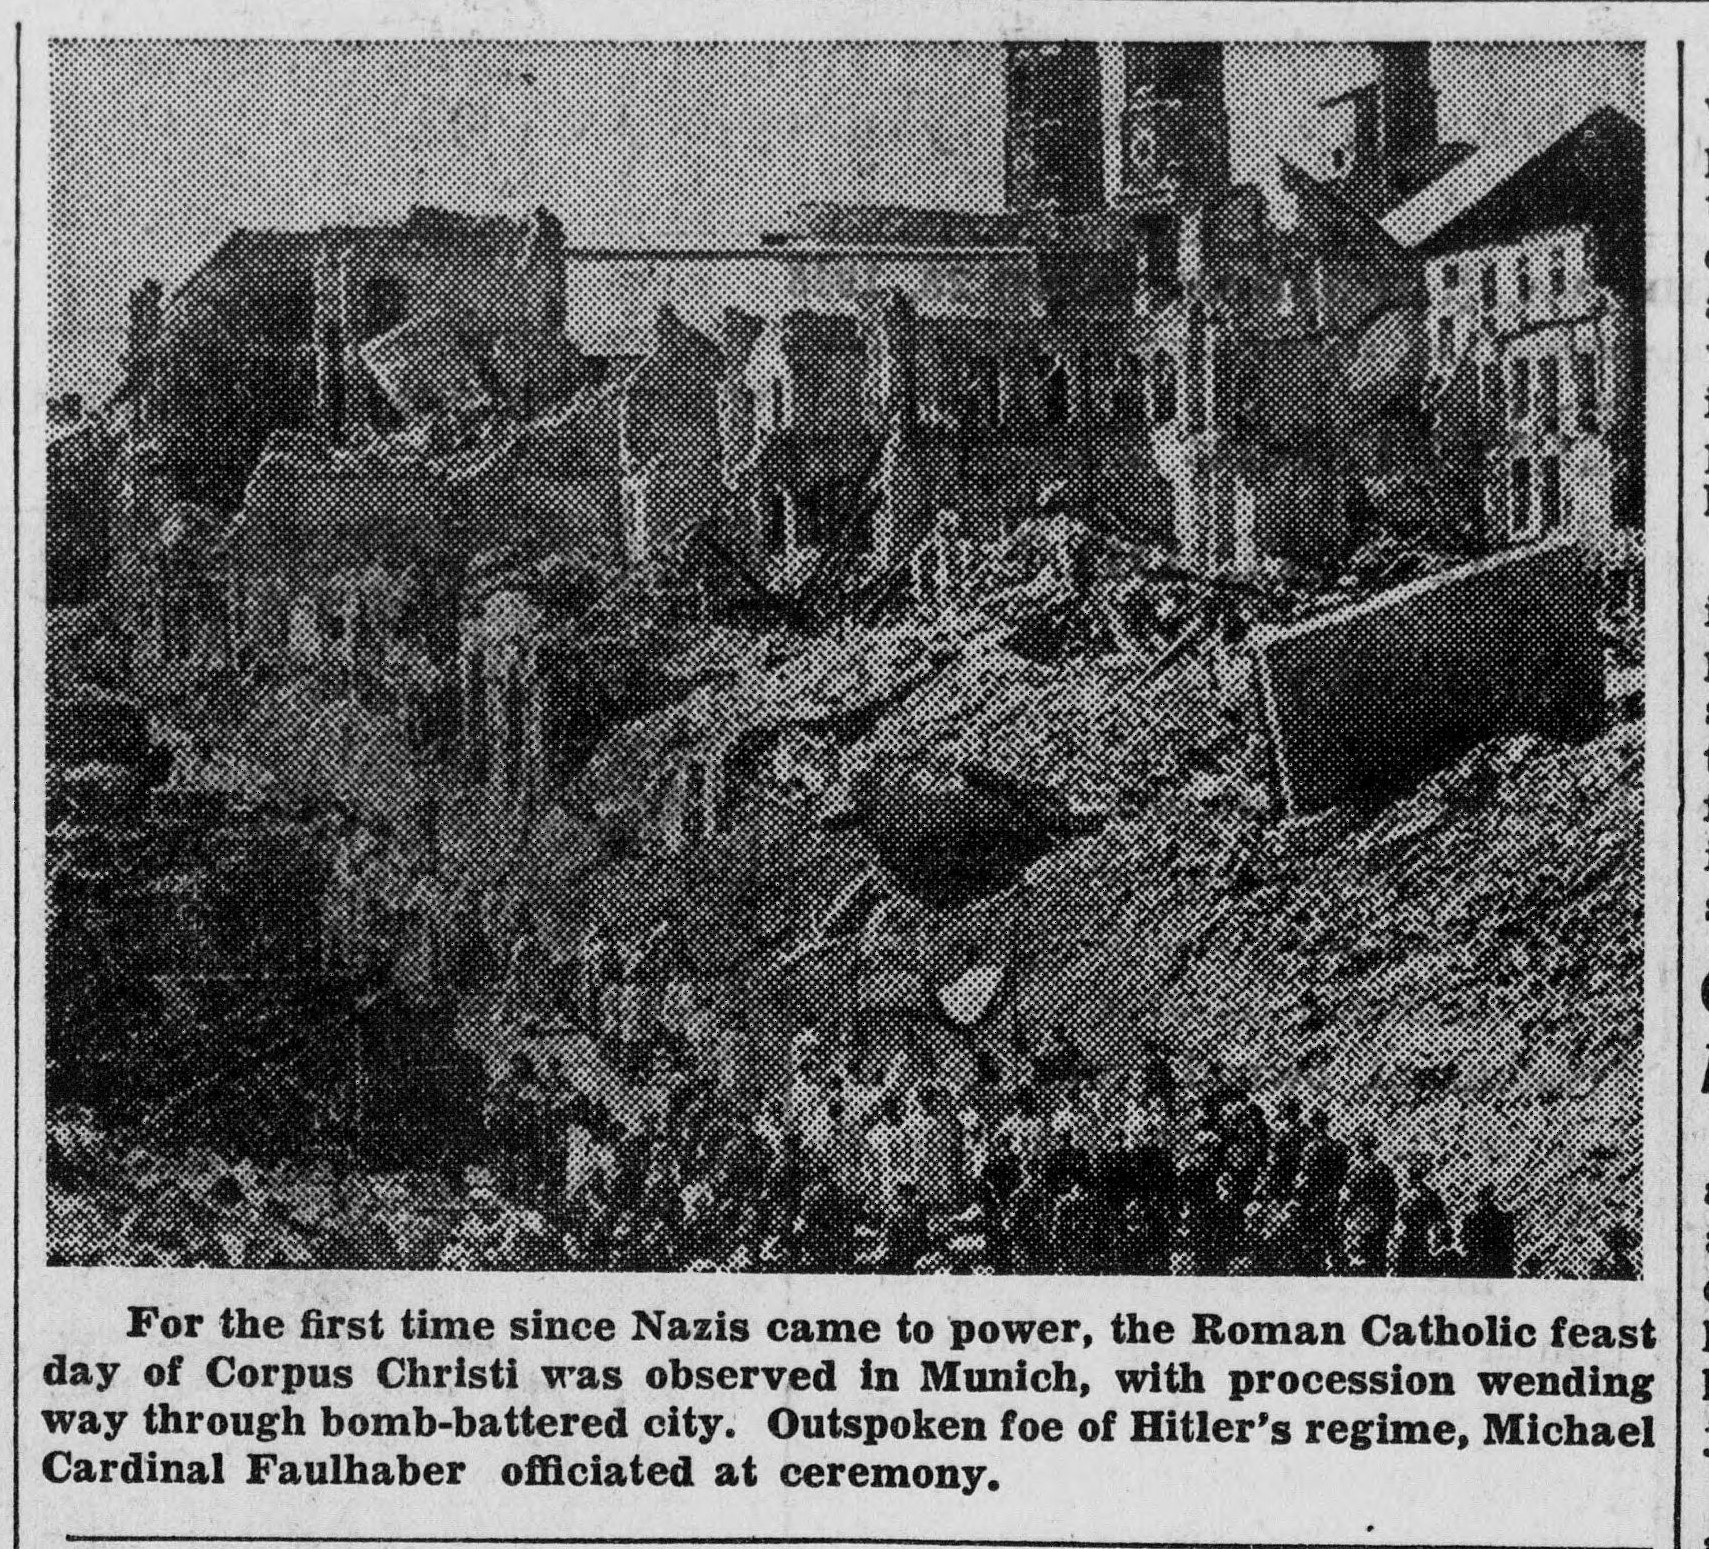 For the first time since Nazis came to power, the Roman Catholic feast
day of Corpus Christi was observed in Munich, with procession wending
way through bomb-battered city. Outspoken foe of Hitler's regime, Michael
Cardinal Faulhaber officiated at ceremony.